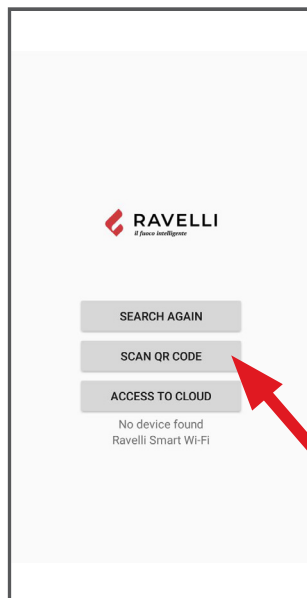 RAVELLI
il fuoco intelligente
SEARCH AGAIN
SCAN QR CODE
ACCESS TO CLOUD
No device found
Ravelli Smart Wi-Fi